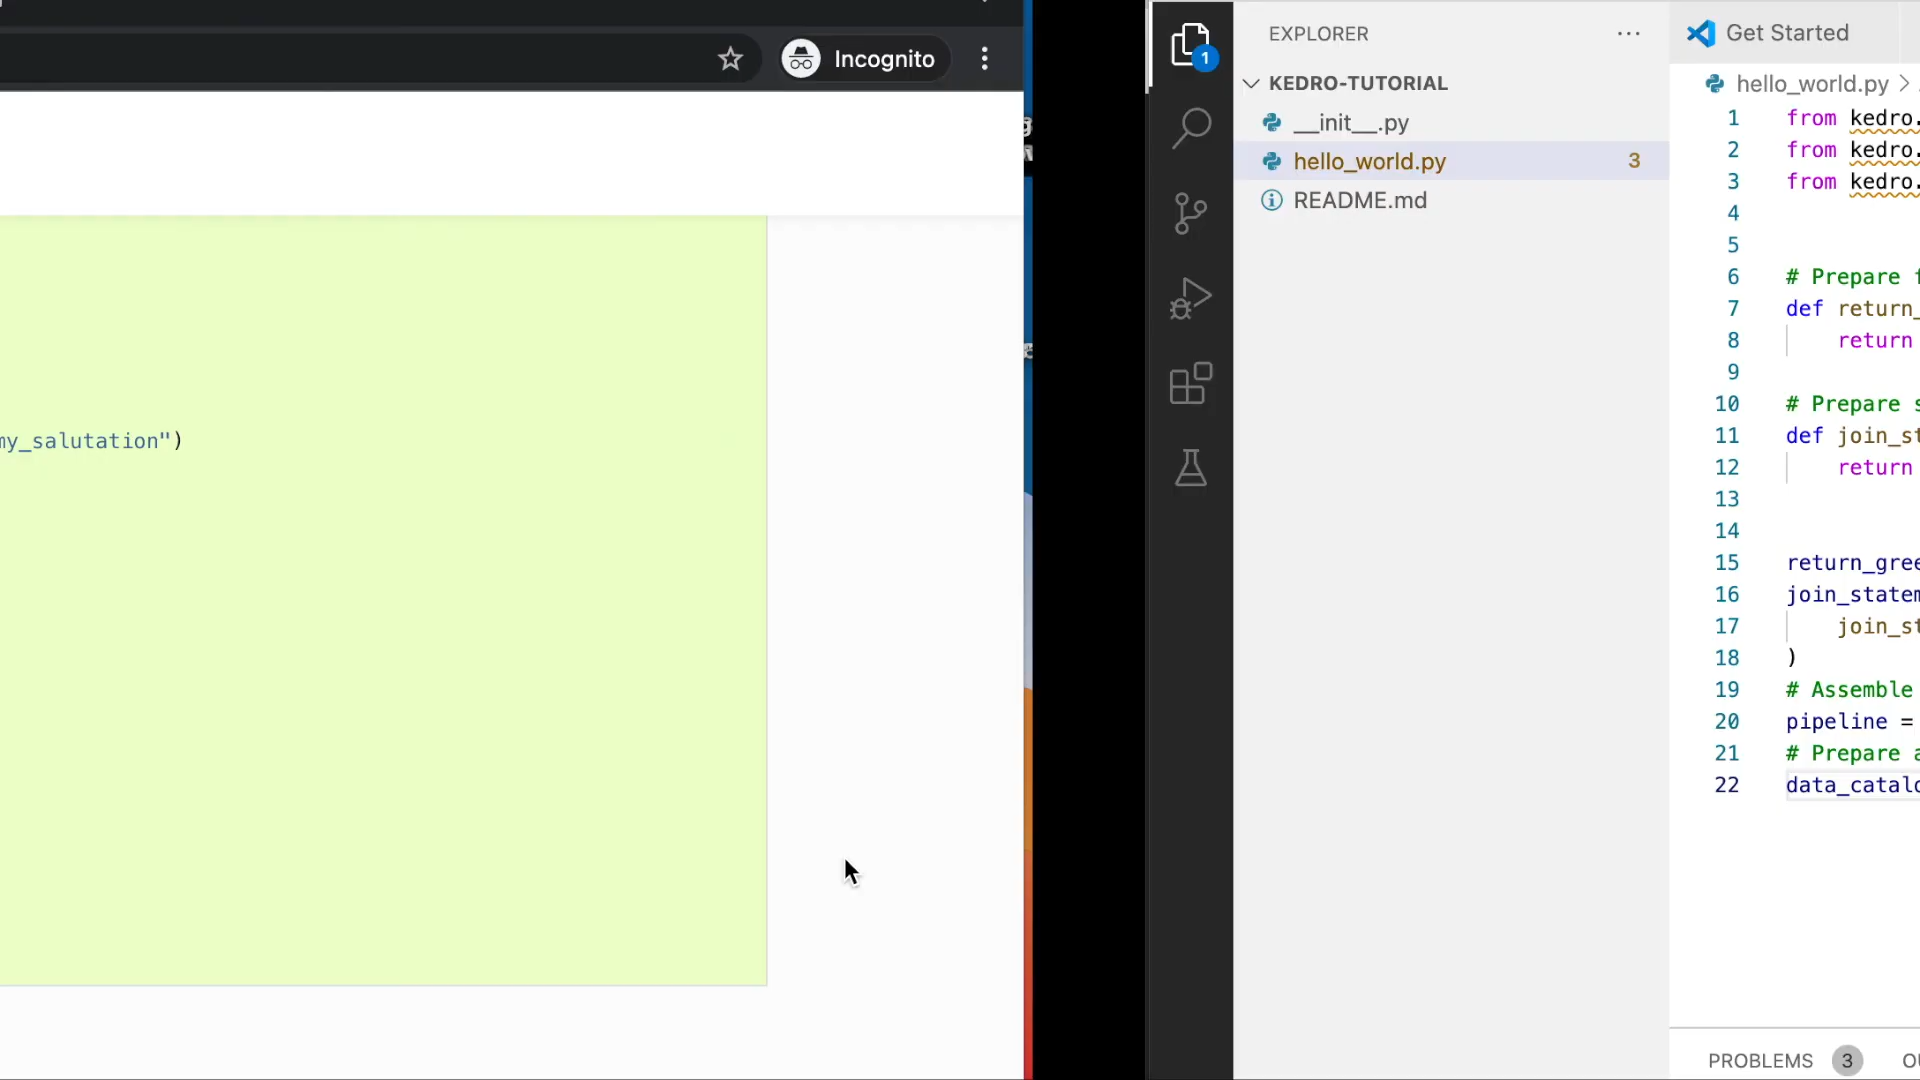 Incognito
my_salutation")
1
EXPLORER
KEDRO-TUTORIAL
__init__.py
hello_world.py 3
README.md
Get Started
hello_world.py
1 from kedro.
2 from kedro.
3 from kedro.
4
5
6 # Prepare f
7 def return_
8 return
9
10 # Prepare s
11 def join_st
12 return
13
14
15 return_gree
16 join_statem
17 join_st
18 )
19 # Assemble
20 pipeline =
21 # Prepare a
22 data_catalo
PROBLEMS 3 OU